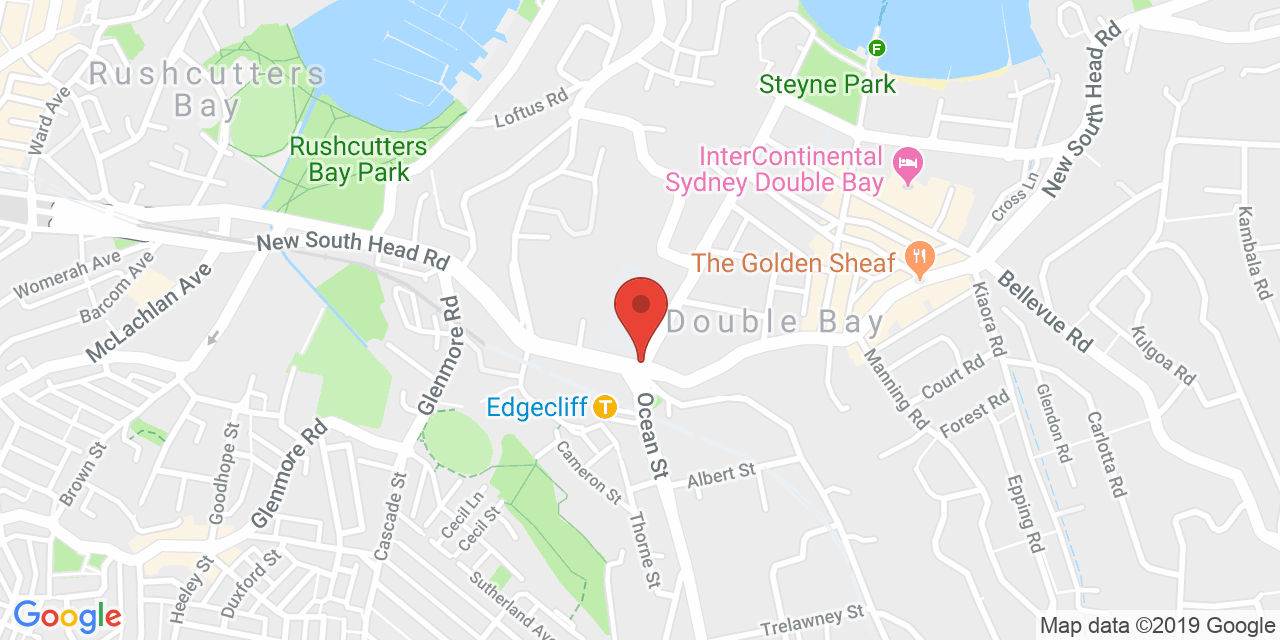 Rushcutters
Bay
Ward Ave
Loftus Rd
Steyne Park
F
New South Head Rd
Rushcutters
Bay Park
InterContinental
Sydney Double Bay
Cross Ln
New South Head Rd
Womerah Ave
Barcom Ave
McLachlan Ave
The Golden Sheaf
Kambala Rd
Glenmore Rd
Double Bay
Kiaora Rd
Bellevue Rd
Kulgoa Rd
Manning Rd
Court Rd
Forest Rd
Glendon Rd
Carlotta Rd
Edgecliff
T
Ocean St
Brown St
Goodhope St
Glenmore Rd
Cascade St
Cecil Ln
Cecil St
Cameron St
Albert St
Thorne St
Epping Rd
Heeley St
Duxford St
Sutherland Ave
Trelawney St
Google
Map data ©2019 Google